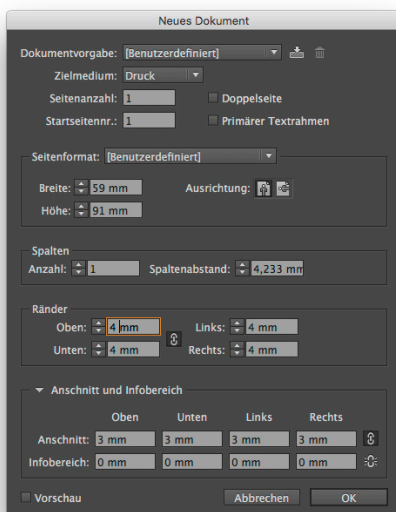 Neues Dokument
Dokumentvorgabe: [Benutzerdefiniert]
Zielmedium: Druck
Seitenanzahl: 1 Doppelseite
Startseitennr.: 1 Primärer Textrahmen
Seitenformat: [Benutzerdefiniert]
Breite: 59 mm Ausrichtung:
Höhe: 91 mm
Spalten
Anzahl: 1 Spaltenabstand: 4,233 mm
Ränder
Oben: 4 mm Links: 4 mm
Unten: 4 mm Rechts: 4 mm
Anschnitt und Infobereich
Oben Unten Links Rechts
Anschnitt: 3 mm 3 mm 3 mm 3 mm
Infobereich: 0 mm 0 mm 0 mm 0 mm
Vorschau Abbrechen OK